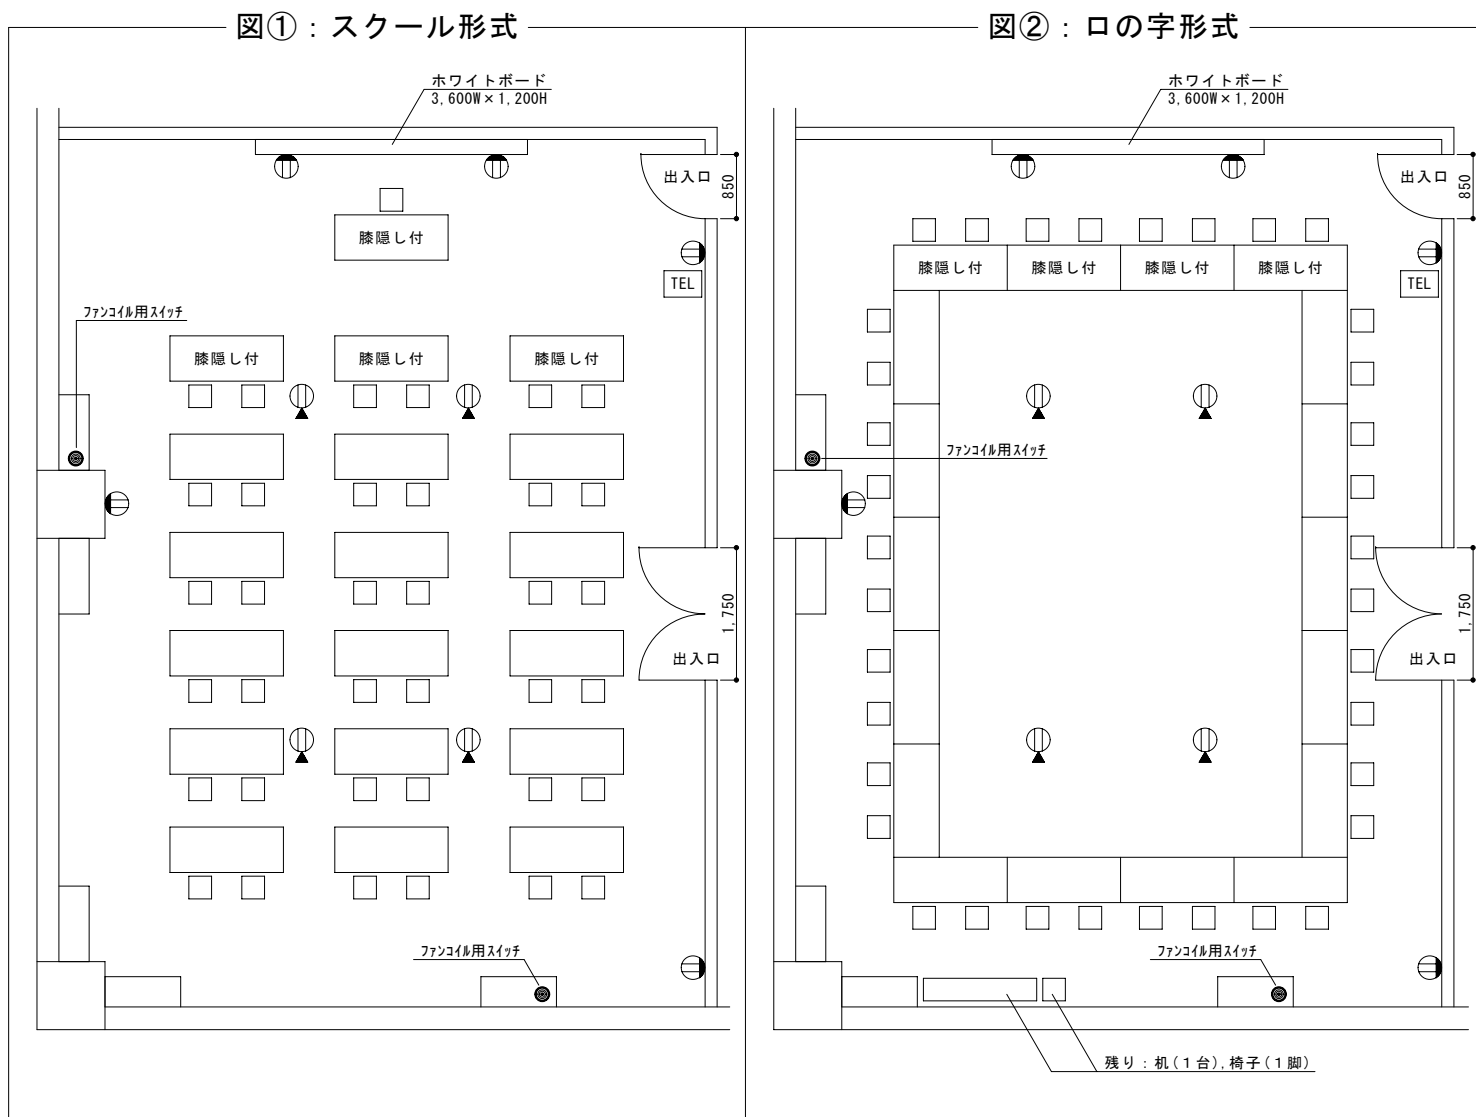 図①：スクール形式
ホワイトボード
3,600W×1,200H
出入口
850
膝隠し付
TEL
ファンコイル用スイッチ
膝隠し付
膝隠し付
膝隠し付
1,750
出入口
ファンコイル用スイッチ
図②：ロの字形式
ホワイトボード
3,600W×1,200H
出入口
850
膝隠し付
膝隠し付
膝隠し付
膝隠し付
TEL
ファンコイル用スイッチ
1,750
出入口
ファンコイル用スイッチ
残り：机(1台),椅子(1脚)